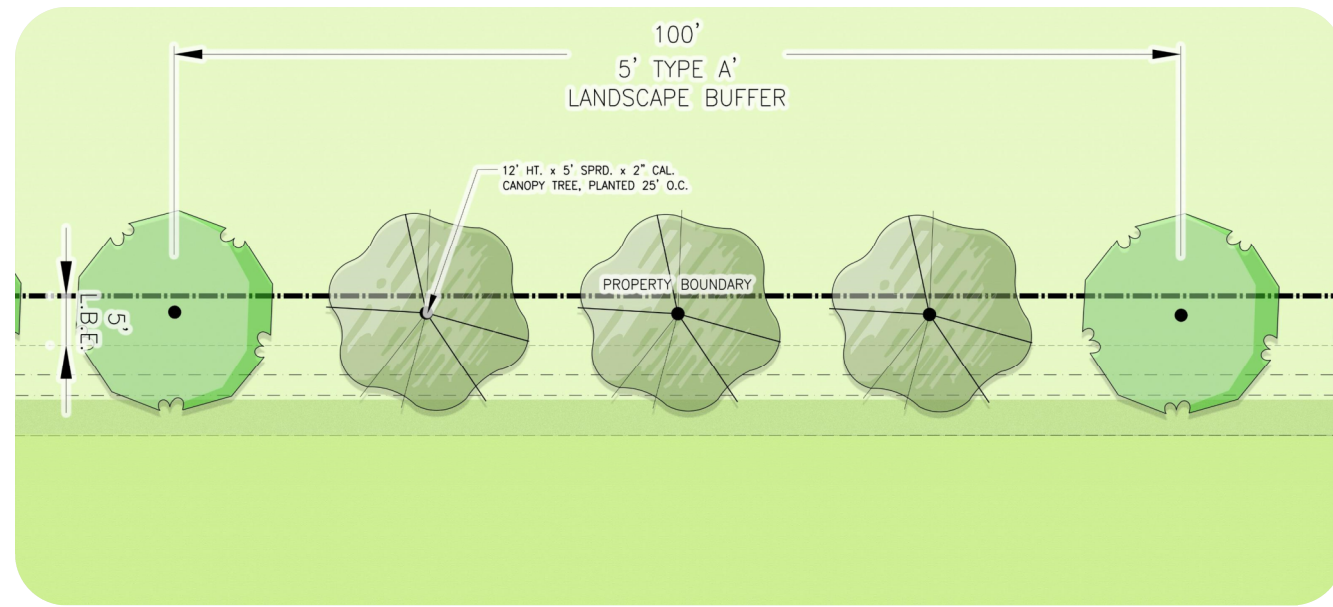 100'
5' TYPE A'
LANDSCAPE BUFFER
12' HT. x 5' SPRD. x 2" CAL.
CANOPY TREE, PLANTED 25' O.C.
PROPERTY BOUNDARY
5'
L.B.E.